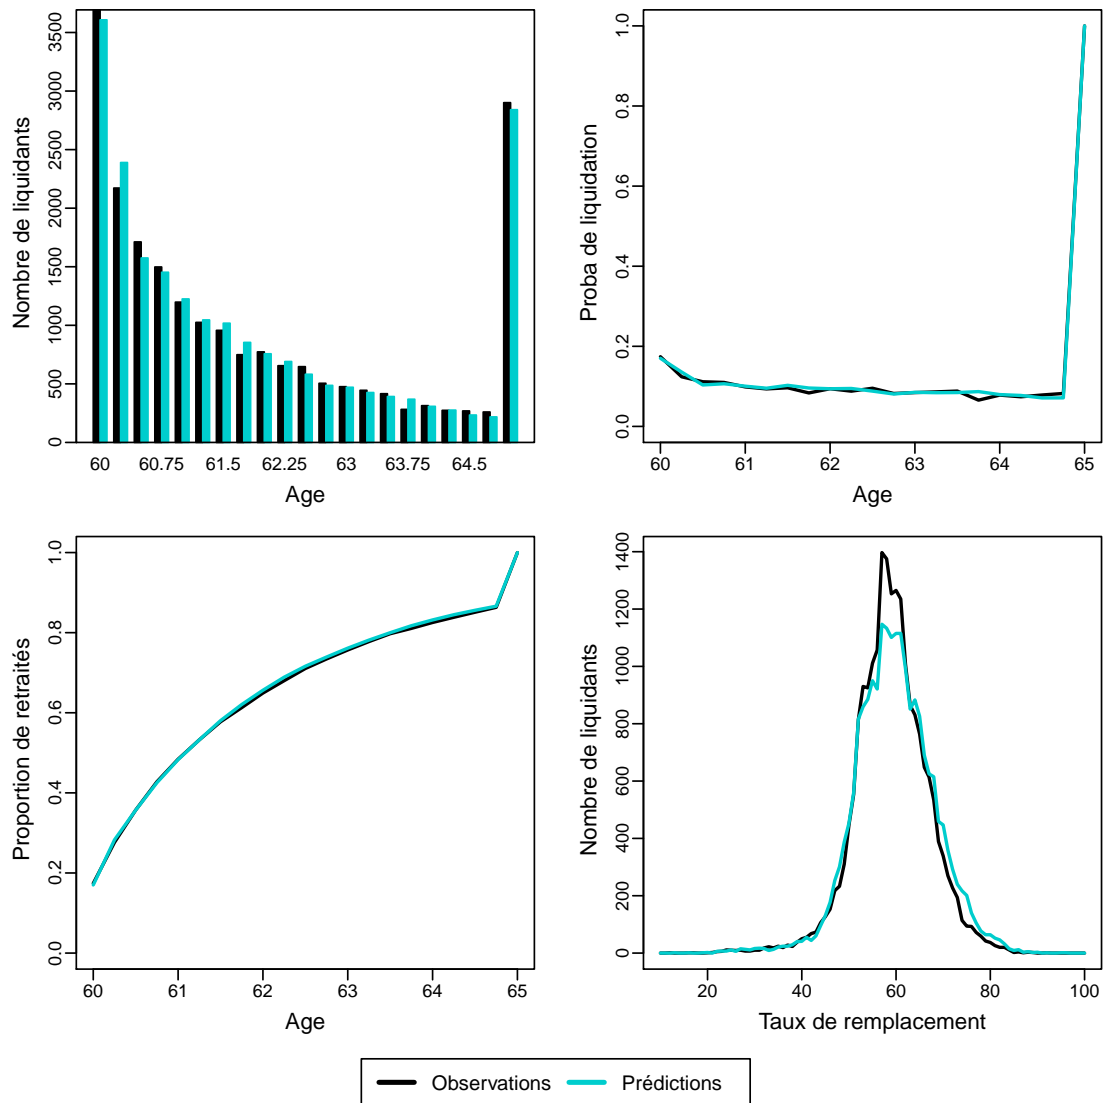 Nombre de liquidants
3500
3000
2500
2000
1500
1000
500
0
60 60.75 61.5 62.25 63 63.75 64.5
Age
Proba de liquidation
1.0
0.8
0.6
0.4
0.2
0.0
60 61 62 63 64 65
Age
Proportion de retraités
1.0
0.8
0.6
0.4
0.2
0.0
60 61 62 63 64 65
Age
Nombre de liquidants
1400
1200
1000
800
600
400
200
0
20 40 60 80 100
Taux de remplacement
Observations Prédictions